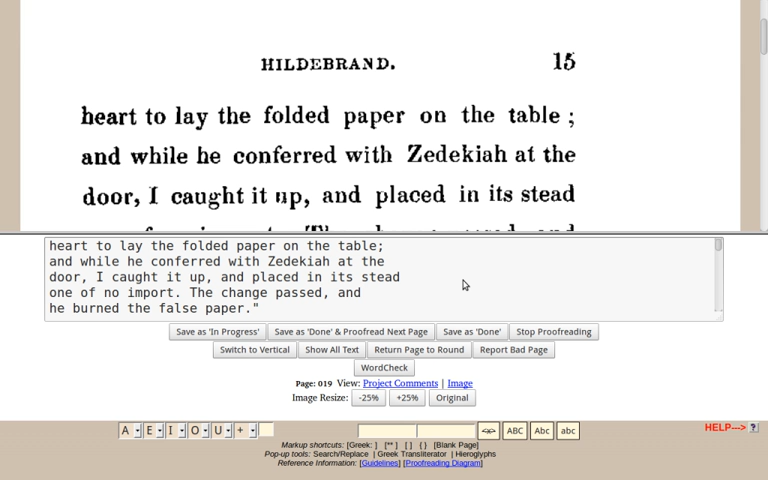 HILDEBRAND. 15
heart to lay the folded paper on the table ;
and while he conferred with Zedekiah at the
door, I caught it up, and placed in its stead
heart to lay the folded paper on the table;
and while he conferred with Zedekiah at the
door, I caught it up, and placed in its stead
one of no import. The change passed, and
he burned the false paper."
Save as 'In Progress' Save as 'Done' & Proofread Next Page Save as 'Done' Stop Proofreading
Switch to Vertical Show All Text Return Page to Round Report Bad Page
WordCheck
Page: 019 View: Project Comments | Image
Image Resize: -25% +25% Original
A E I O U + ABC Abc abc HELP---> ?
Markup shortcuts: [Greek: ] [** ] [ ] { } [Blank Page]
Pop-up tools: Search/Replace | Greek Transliterator | Hieroglyphs
Reference Information: [Guidelines] [Proofreading Diagram]